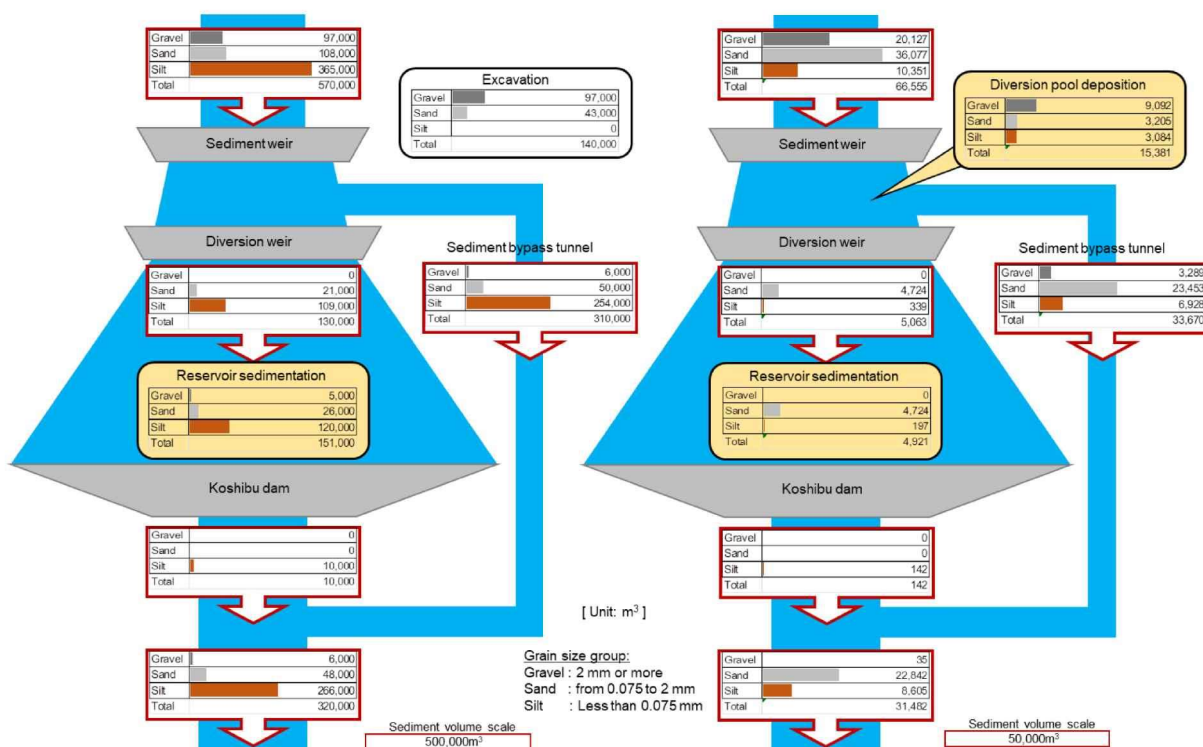 Gravel 97,000
Sand 108,000
Silt 365,000
Total 570,000
Excavation
Gravel 97,000
Sand 43,000
Silt 0
Total 140,000
Sediment weir
Diversion weir
Sediment bypass tunnel
Gravel 0
Sand 21,000
Silt 109,000
Total 130,000
Gravel 6,000
Sand 50,000
Silt 254,000
Total 310,000
Reservoir sedimentation
Gravel 5,000
Sand 26,000
Silt 120,000
Total 151,000
Koshibu dam
Gravel 0
Sand 0
Silt 10,000
Total 10,000
Gravel 6,000
Sand 48,000
Silt 266,000
Total 320,000
Sediment volume scale
500,000m³
[ Unit: m³ ]
Grain size group:
Gravel : 2 mm or more
Sand : from 0.075 to 2 mm
Silt : Less than 0.075 mm
Gravel 20,127
Sand 36,077
Silt 10,351
Total 66,555
Diversion pool deposition
Gravel 9,092
Sand 3,205
Silt 3,084
Total 15,381
Sediment weir
Diversion weir
Sediment bypass tunnel
Gravel 0
Sand 4,724
Silt 339
Total 5,063
Gravel 3,289
Sand 23,453
Silt 6,928
Total 33,670
Reservoir sedimentation
Gravel 0
Sand 4,724
Silt 197
Total 4,921
Koshibu dam
Gravel 0
Sand 0
Silt 142
Total 142
Gravel 35
Sand 22,842
Silt 8,605
Total 31,482
Sediment volume scale
50,000m³